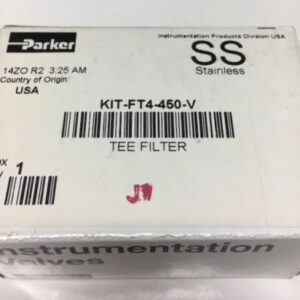 Parker
Instrumentation Products Division USA
SS
Stainless
14ZO R2 3:25 AM
Country of Origin:
USA
KIT-FT4-450-V
TEE FILTER
1
JW
Instrumentation